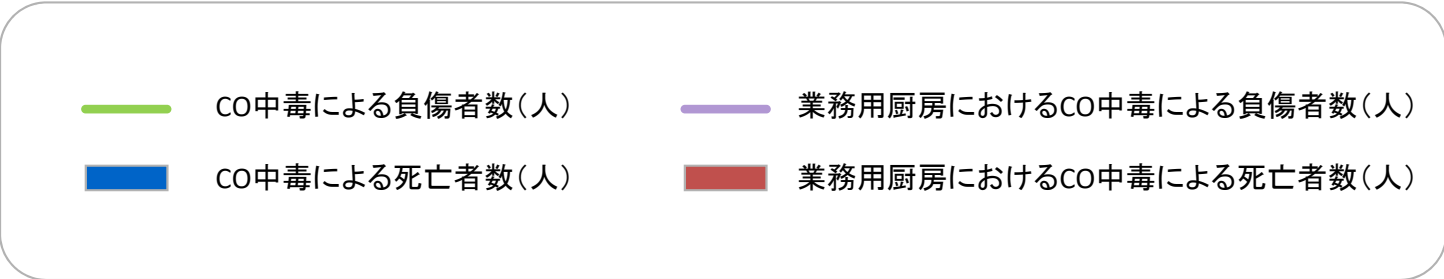 CO中毒による負傷者数（人）
業務用厨房におけるCO中毒による負傷者数（人）
CO中毒による死亡者数（人）
業務用厨房におけるCO中毒による死亡者数（人）